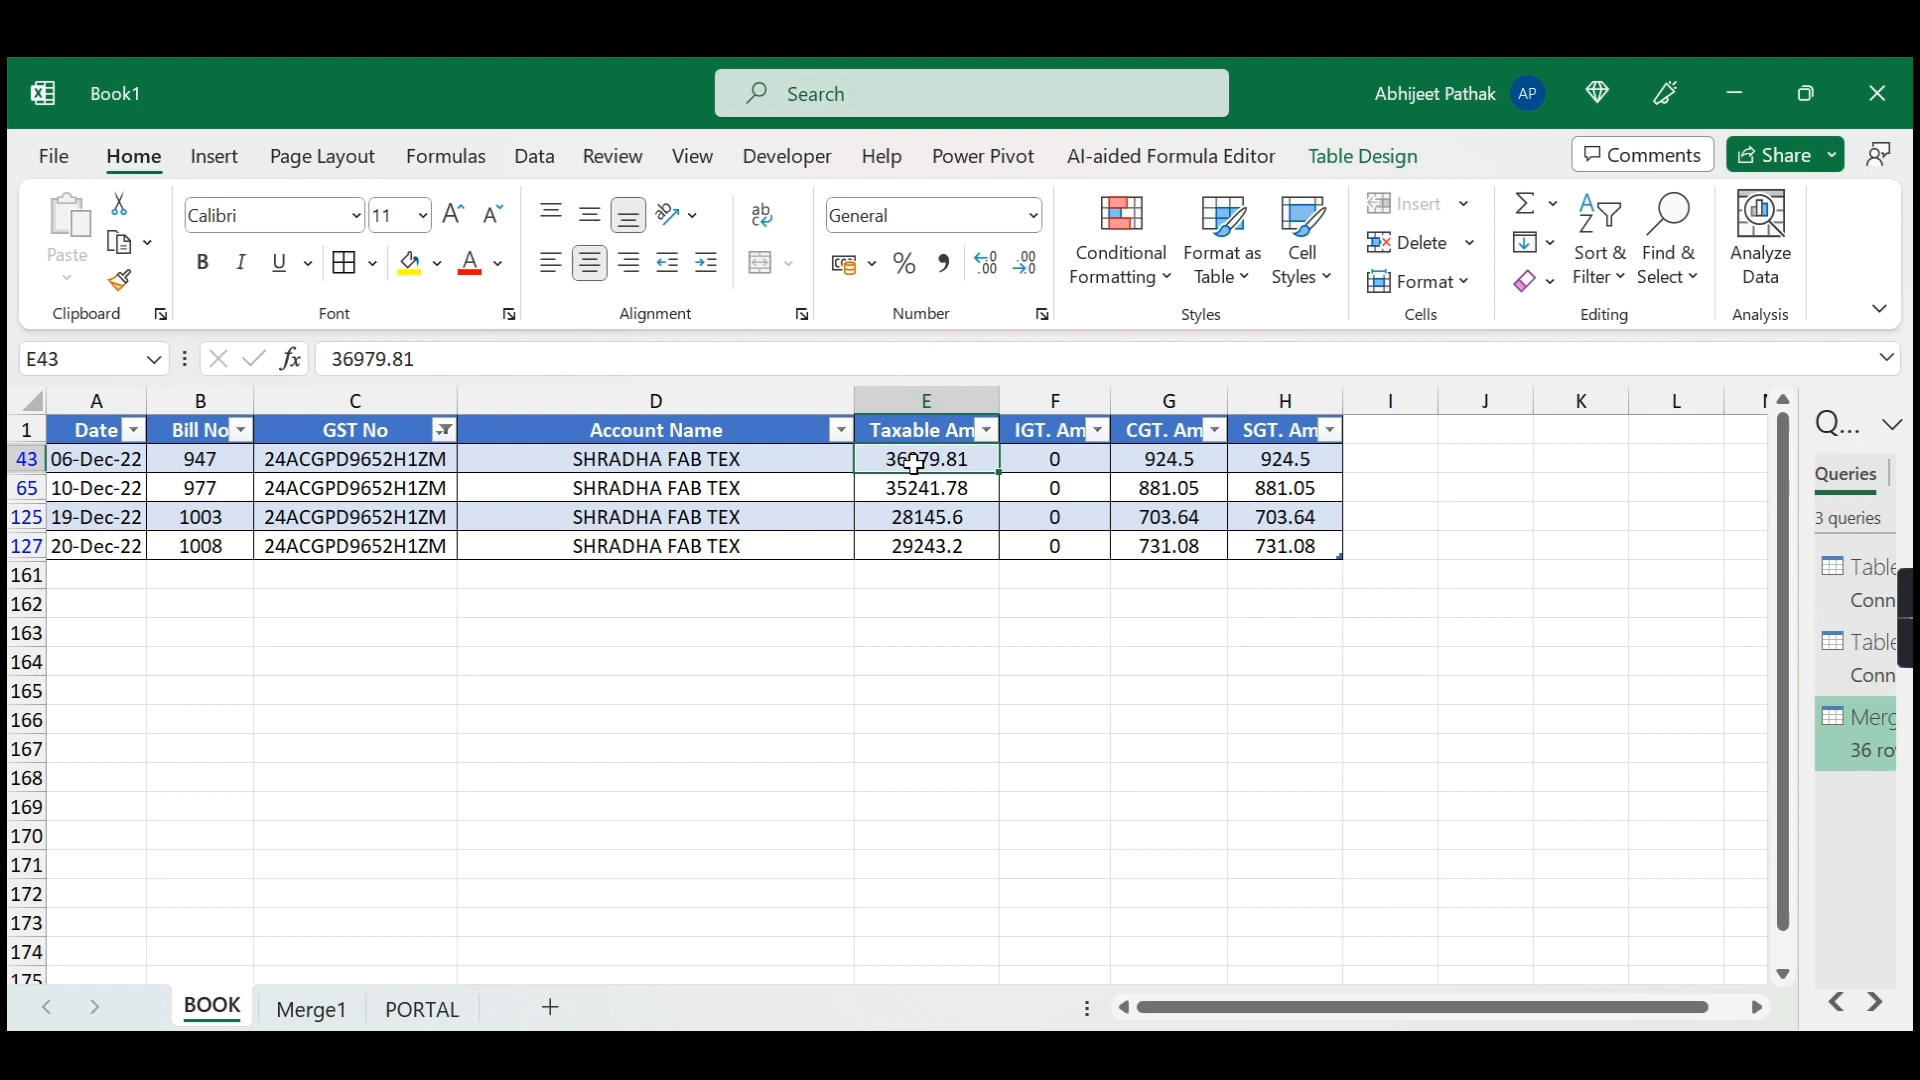 Book1
Search
Abhijeet Pathak AP
File Home Insert Page Layout Formulas Data Review View Developer Help Power Pivot AI-aided Formula Editor Table Design Comments Share
Paste
Clipboard
Calibri 11
B I U A
Font
ab
Alignment
General
% .00
Number
Conditional Formatting
Format as Table
Cell Styles
Styles
Insert
Delete
Format
Cells
Sort & Filter
Find & Select
Editing
Analyze Data
Analysis
E43 fx 36979.81
A B C D E F G H I J K L
1 Date Bill No GST No Account Name Taxable Am IGT. Am CGT. Am SGT. Am
43 06-Dec-22 947 24ACGPD9652H1ZM SHRADHA FAB TEX 36979.81 0 924.5 924.5
65 10-Dec-22 977 24ACGPD9652H1ZM SHRADHA FAB TEX 35241.78 0 881.05 881.05
125 19-Dec-22 1003 24ACGPD9652H1ZM SHRADHA FAB TEX 28145.6 0 703.64 703.64
127 20-Dec-22 1008 24ACGPD9652H1ZM SHRADHA FAB TEX 29243.2 0 731.08 731.08
161
162
163
164
165
166
167
168
169
170
171
172
173
174
175
Q...
Queries
3 queries
Table
Conn
Table
Conn
Merg
36 ro
BOOK Merge1 PORTAL